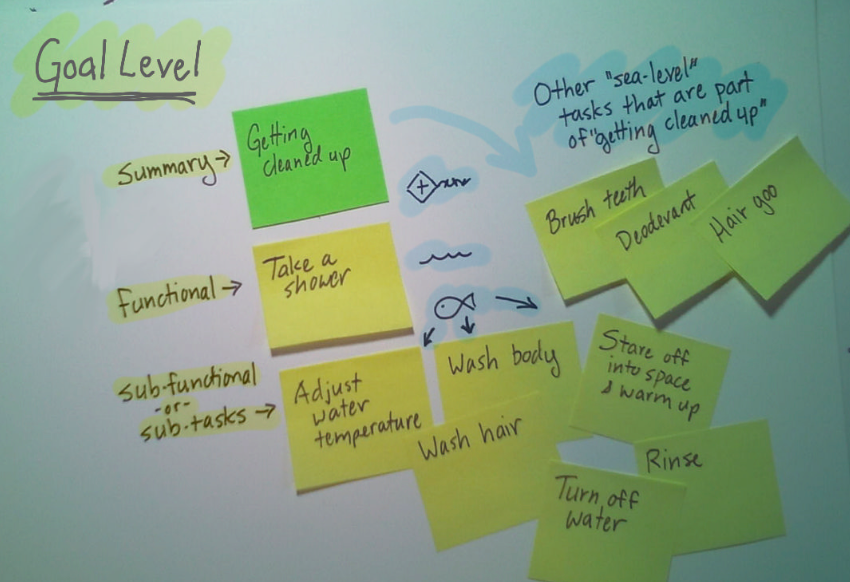 Goal Level
Other "sea-level"
tasks that are part
of "getting cleaned up"
Summary→
Getting
cleaned up
Brush teeth
Deodevant
Hair goo
functional →
Take a
shower
sub-functional
-or-
sub-tasks →
Adjust
water
temperature
Wash body
Stare off
into space
& warm up
Wash hair
Rinse
Turn off
water